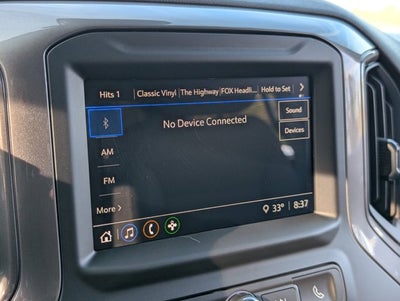 Hits 1 Classic Vinyl The Highway FOX Headli... Hold to Set
Sound
No Device Connected
Devices
AM
FM
More >
33° 8:37